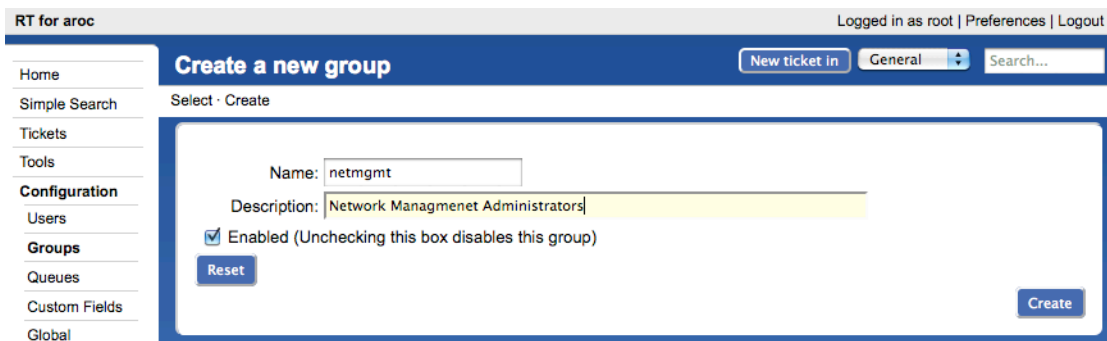 RT for aroc
Logged in as root | Preferences | Logout
Home
Simple Search
Tickets
Tools
Configuration
Users
Groups
Queues
Custom Fields
Global
Create a new group
New ticket in
General
Search...
Select · Create
Name: netmgmt
Description: Network Managmenet Administrators
Enabled (Unchecking this box disables this group)
Reset
Create